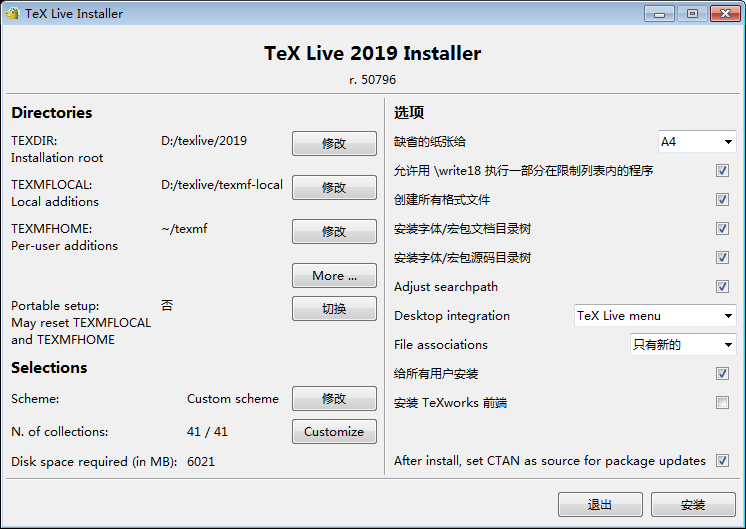 TeX Live Installer
TeX Live 2019 Installer
r. 50796
Directories
TEXDIR: D:/texlive/2019 修改
Installation root
TEXMFLOCAL: D:/texlive/texmf-local 修改
Local additions
TEXMFHOME: ~/texmf 修改
Per-user additions
More ...
Portable setup: 否 切换
May reset TEXMFLOCAL
and TEXMFHOME
Selections
Scheme: Custom scheme 修改
N. of collections: 41 / 41 Customize
Disk space required (in MB): 6021
选项
缺省的纸张给 A4
允许用 \write18 执行一部分在限制列表内的程序
创建所有格式文件
安装字体/宏包文档目录树
安装字体/宏包源码目录树
Adjust searchpath
Desktop integration TeX Live menu
File associations 只有新的
给所有用户安装
安装 TeXworks 前端
After install, set CTAN as source for package updates
退出 安装